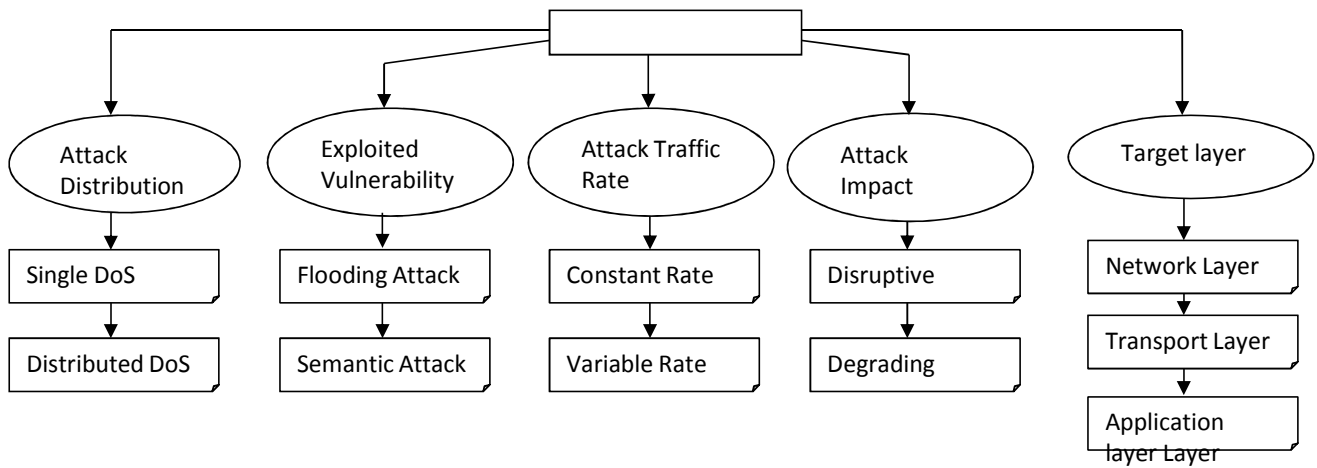 Attack
Distribution
Exploited
Vulnerability
Attack Traffic
Rate
Attack
Impact
Target layer
Single DoS
Flooding Attack
Constant Rate
Disruptive
Network Layer
Distributed DoS
Semantic Attack
Variable Rate
Degrading
Transport Layer
Application
layer Layer